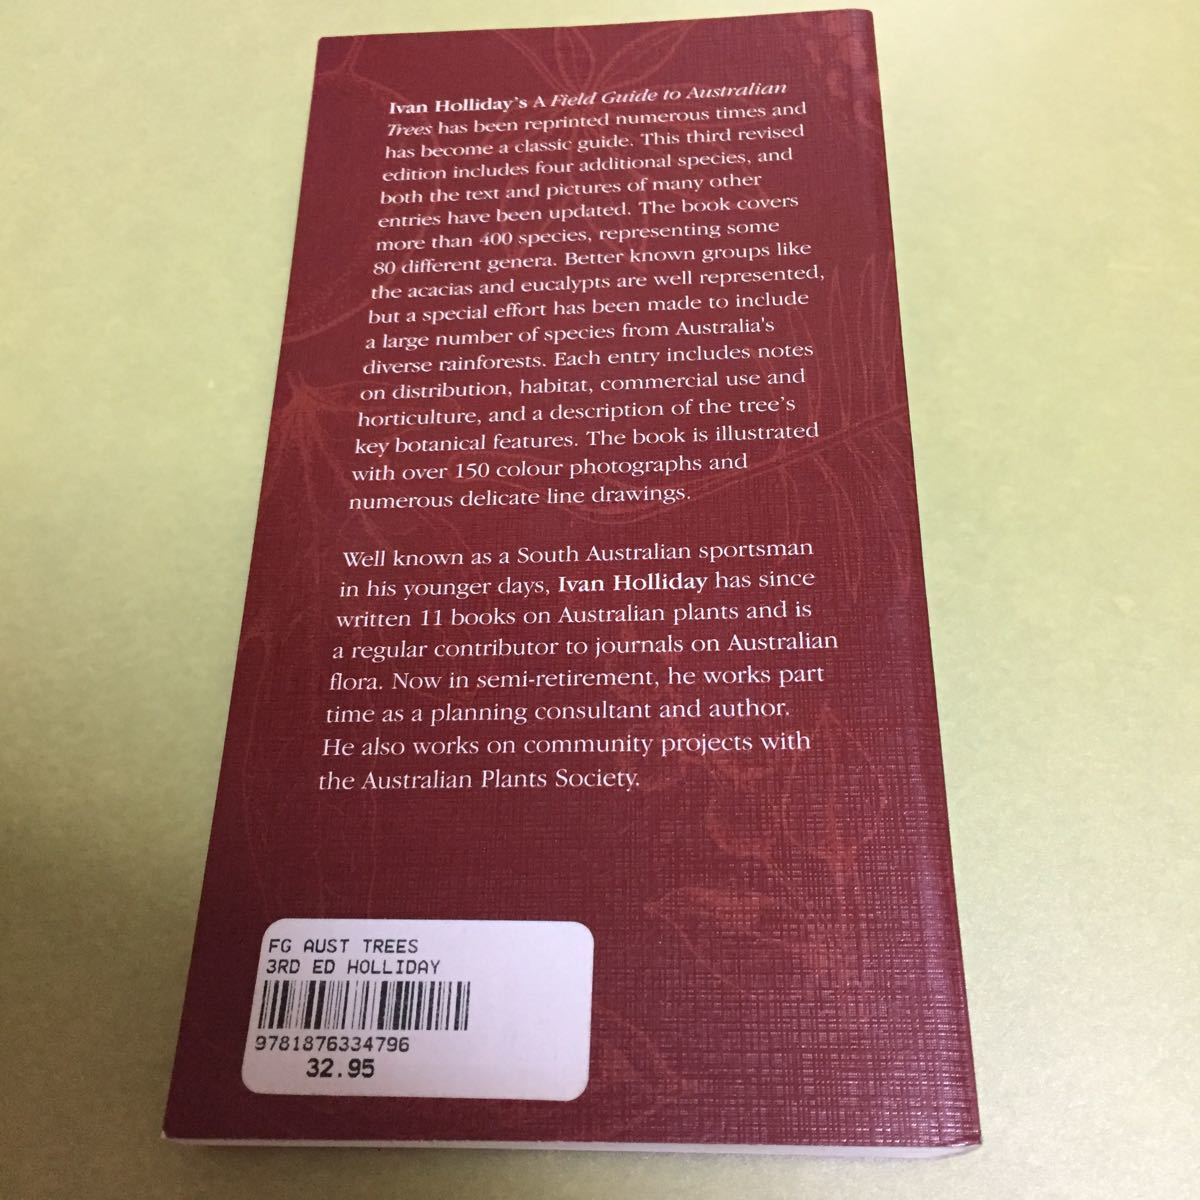 Ivan Holliday's A Field Guide to Australian
Trees has been reprinted numerous times and
has become a classic guide. This third revised
edition includes four additional species, and
both the text and pictures of many other
entries have been updated. The book covers
more than 400 species, representing some
80 different genera. Better known groups like
the acacias and eucalypts are well represented,
but a special effort has been made to include
a large number of species from Australia's
diverse rainforests. Each entry includes notes
on distribution, habitat, commercial use and
horticulture, and a description of the tree's
key botanical features. The book is illustrated
with over 150 colour photographs and
numerous delicate line drawings.
Well known as a South Australian sportsman
in his younger days, Ivan Holliday has since
written 11 books on Australian plants and is
a regular contributor to journals on Australian
flora. Now in semi-retirement, he works part
time as a planning consultant and author.
He also works on community projects with
the Australian Plants Society.
FG AUST TREES
3RD ED HOLLIDAY
9781876334796
32.95